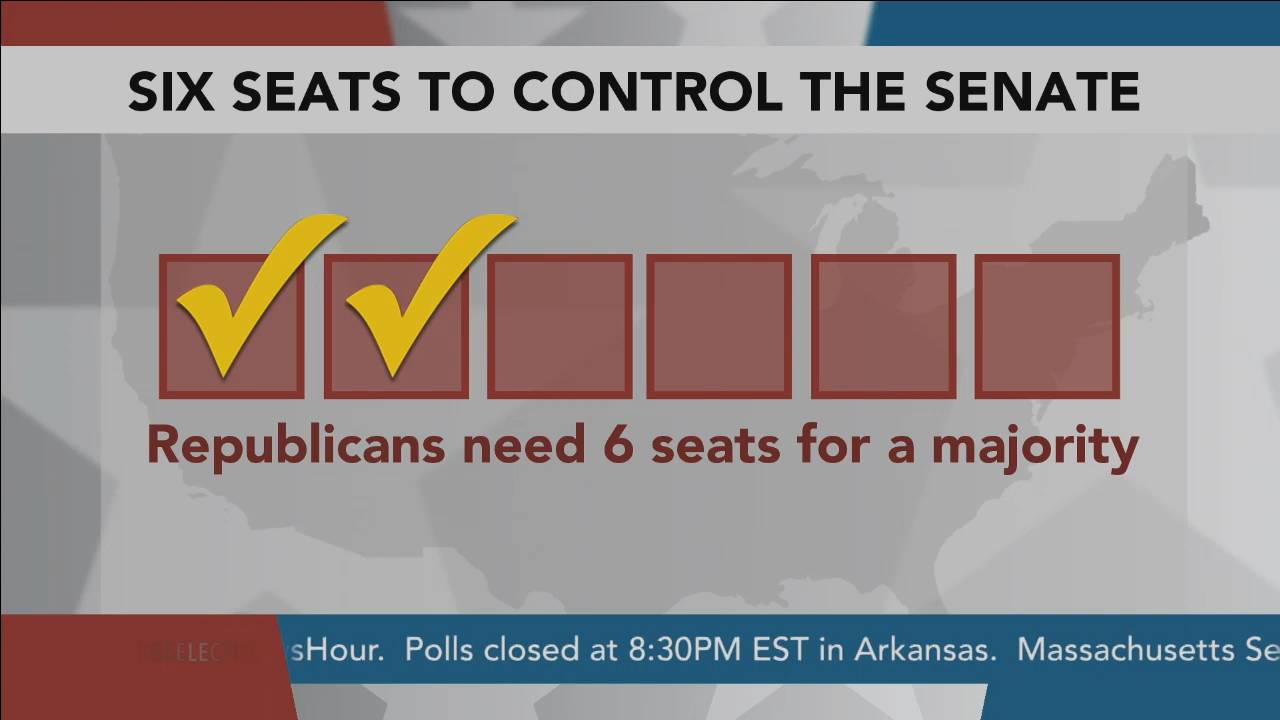 SIX SEATS TO CONTROL THE SENATE
Republicans need 6 seats for a majority
sHour. Polls closed at 8:30PM EST in Arkansas. Massachusetts Se